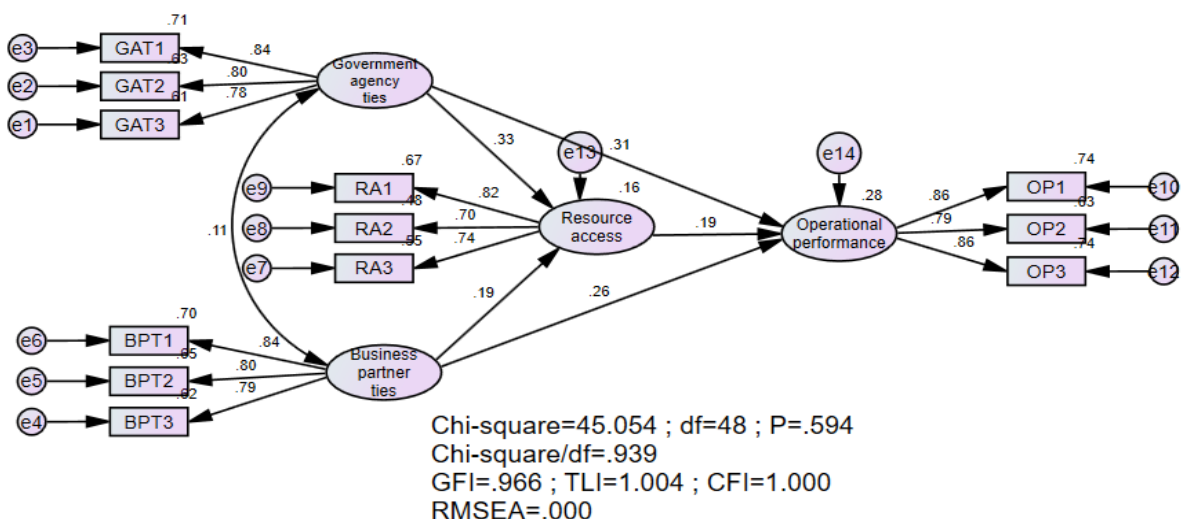 .71
e3
GAT1
.84
Government
agency
ties
.63
e2
GAT2
.80
.61
e1
GAT3
.78
.33
.31
e13
e14
.67
.16
e9
RA1
.82
.48
e8
RA2
.70
Resource
access
.55
e7
RA3
.74
.19
.28
Operational
performance
.74
.86
OP1
e10
.63
.79
OP2
e11
.74
.86
OP3
e12
.11
.19
.26
.70
e6
BPT1
.84
Business
partner
ties
.65
e5
BPT2
.80
.62
e4
BPT3
.79
Chi-square=45.054 ; df=48 ; P=.594
Chi-square/df=.939
GFI=.966 ; TLI=1.004 ; CFI=1.000
RMSEA=.000